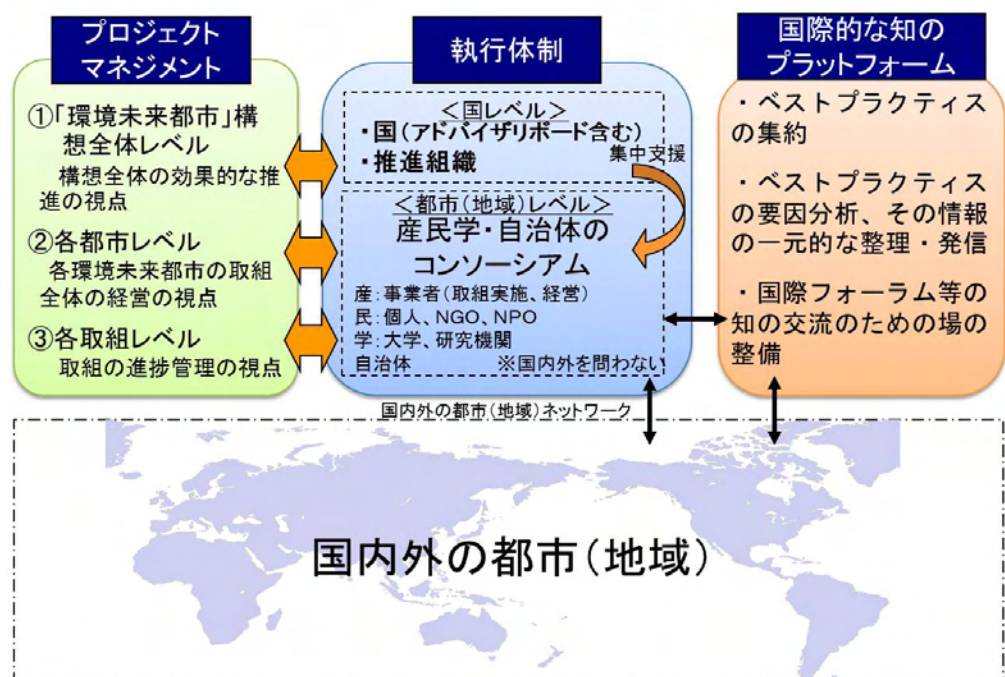 プロジェクト
マネジメント
①「環境未来都市」構
想全体レベル
構想全体の効果的な推
進の視点
②各都市レベル
各環境未来都市の取組
全体の経営の視点
③各取組レベル
取組の進捗管理の視点
執行体制
＜国レベル＞
・国(アドバイザリボード含む)
・推進組織
集中支援
＜都市(地域)レベル＞
産民学・自治体の
コンソーシアム
産:事業者(取組実施、経営)
民:個人、NGO、NPO
学:大学、研究機関
自治体 ※国内外を問わない
国際的な知の
プラットフォーム
・ベストプラクティス
の集約
・ベストプラクティス
の要因分析、その情報
の一元的な整理・発信
・国際フォーラム等の
知の交流のための場の
整備
国内外の都市(地域)ネットワーク
国内外の都市(地域)